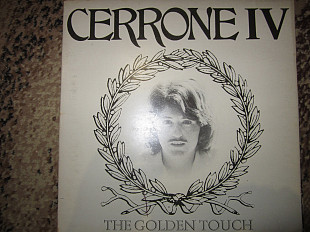 CERRONE IV
THE GOLDEN TOUCH